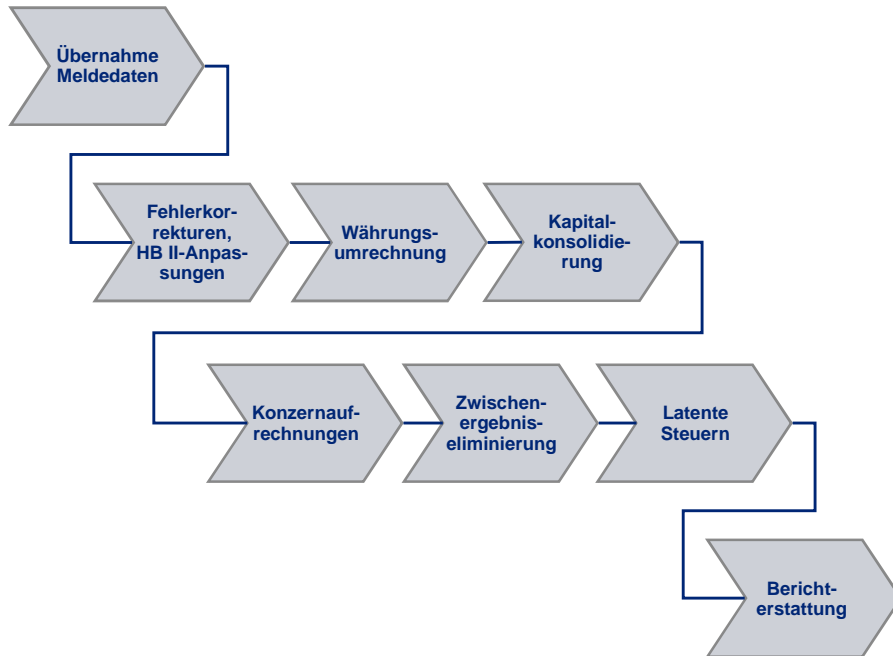 Übernahme
Meldedaten
Fehlerkor-
rekturen,
HB II-Anpas-
sungen
Währungs-
umrechnung
Kapital-
konsolidie-
rung
Konzernauf-
rechnungen
Zwischen-
ergebnis-
eliminierung
Latente
Steuern
Bericht-
erstattung